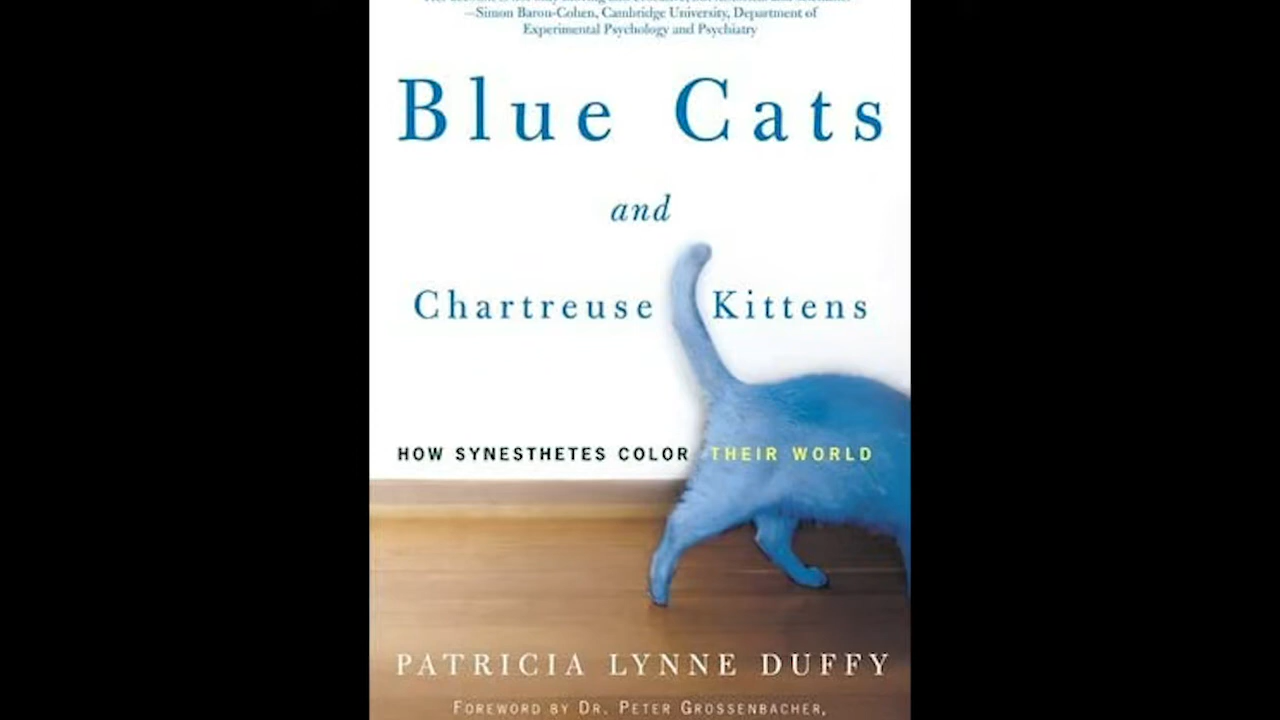 —Simon Baron-Cohen, Cambridge University, Department of
Experimental Psychology and Psychiatry
Blue Cats
and
Chartreuse Kittens
HOW SYNESTHETES COLOR THEIR WORLD
PATRICIA LYNNE DUFFY
FOREWORD BY DR. PETER GROSSENBACHER,